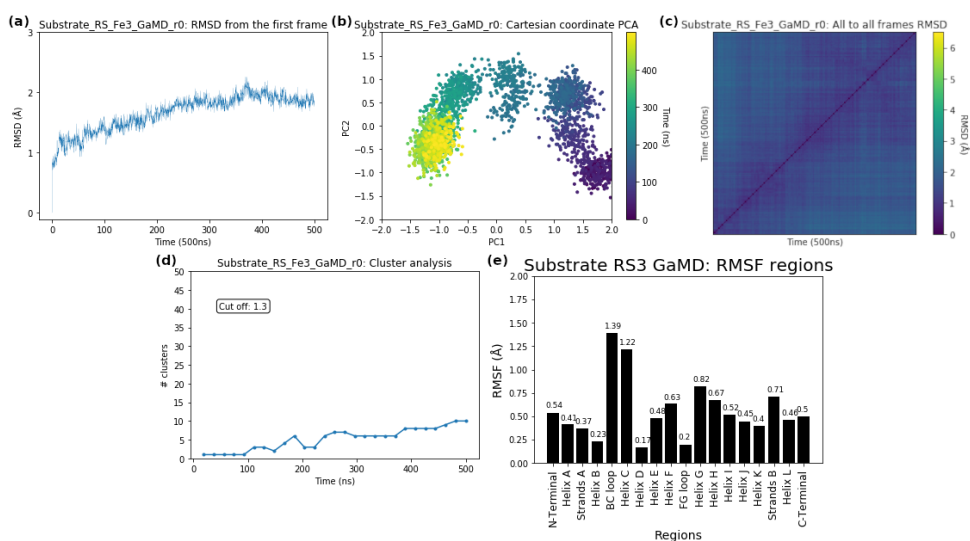 (a) Substrate_RS_Fe3_GaMD_r0: RMSD from the first frame
3
2
1
0
RMSD (Å)
0 100 200 300 400 500
Time (500ns)
(b) Substrate_RS_Fe3_GaMD_r0: Cartesian coordinate PCA
2.0
1.5
1.0
0.5
0.0
−0.5
−1.0
−1.5
−2.0
PC2
−2.0 −1.5 −1.0 −0.5 0.0 0.5 1.0 1.5 2.0
PC1
400
300
200
100
0
Time (ns)
(c) Substrate_RS_Fe3_GaMD_r0: All to all frames RMSD
Time (500ns)
Time (500ns)
6
5
4
3
2
1
0
RMSD (Å)
(d) Substrate_RS_Fe3_GaMD_r0: Cluster analysis
50
45
40
35
30
25
20
15
10
5
0
# clusters
Cut off: 1.3
0 100 200 300 400 500
Time (ns)
(e) Substrate RS3 GaMD: RMSF regions
2.00
1.75
1.50
1.25
1.00
0.75
0.50
0.25
0.00
RMSF (Å)
0.54
0.41
0.37
0.23
1.39
1.22
0.17
0.48
0.63
0.2
0.82
0.67
0.52
0.45
0.4
0.71
0.46
0.5
N-Terminal
Helix A
Strands A
Helix B
BC loop
Helix C
Helix D
Helix E
Helix F
FG loop
Helix G
Helix H
Helix I
Helix J
Helix K
Strands B
Helix L
C-Terminal
Regions